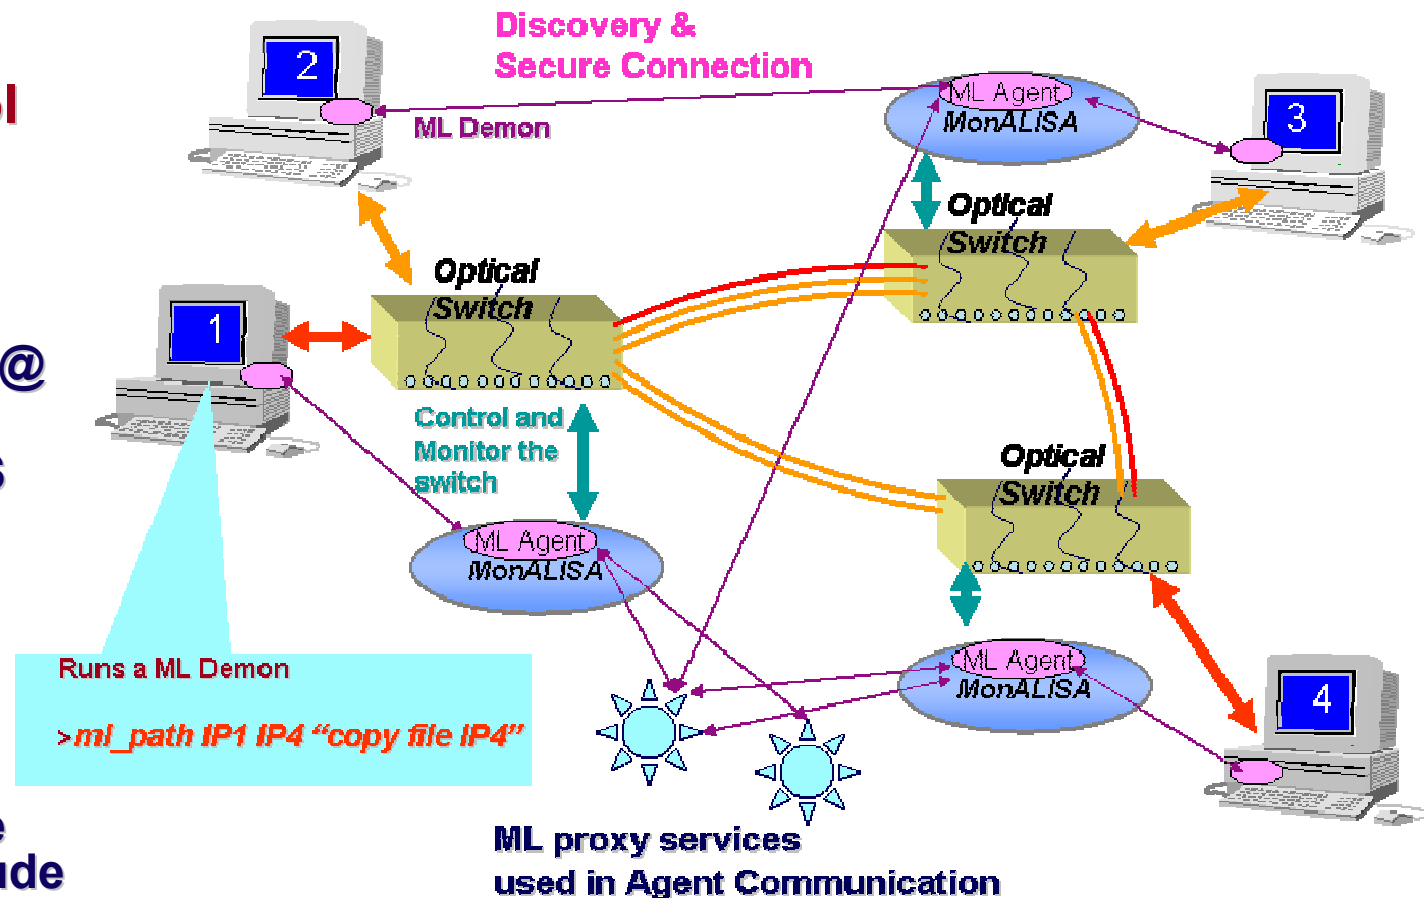 Discovery &
Secure Connection
2
ML Demon
ML Agent
MonALISA
3
Optical
Switch
Optical
Switch
1
@
Control and
Monitor the
switch
Optical
Switch
ML Agent
MonALISA
ML Agent
MonALISA
4
Runs a ML Demon
>ml_path IP1 IP4 “copy file IP4”
ML proxy services
used in Agent Communication